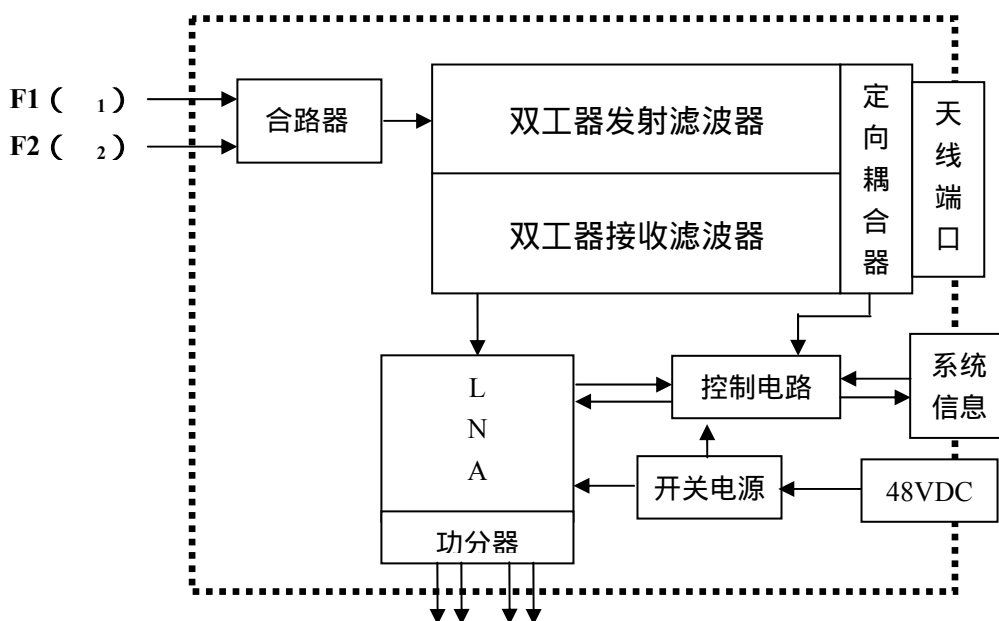 F1（ 1）
F2（ 2）
合路器
双工器发射滤波器
双工器接收滤波器
定向耦合器
天线端口
L
N
A
功分器
控制电路
开关电源
系统
信息
48VDC